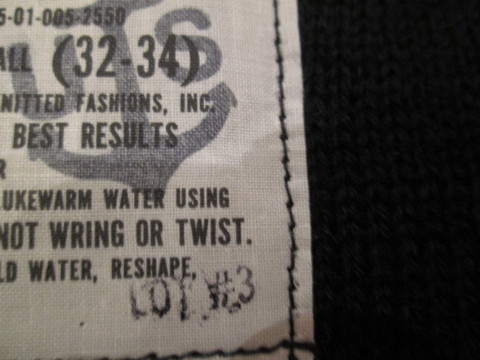 5-01-005-2550
ALL (32-34)
U S
NITTED FASHIONS, INC.
BEST RESULTS
R
UKEWARM WATER USING
NOT WRING OR TWIST.
LD WATER, RESHAPE,
LOT #3